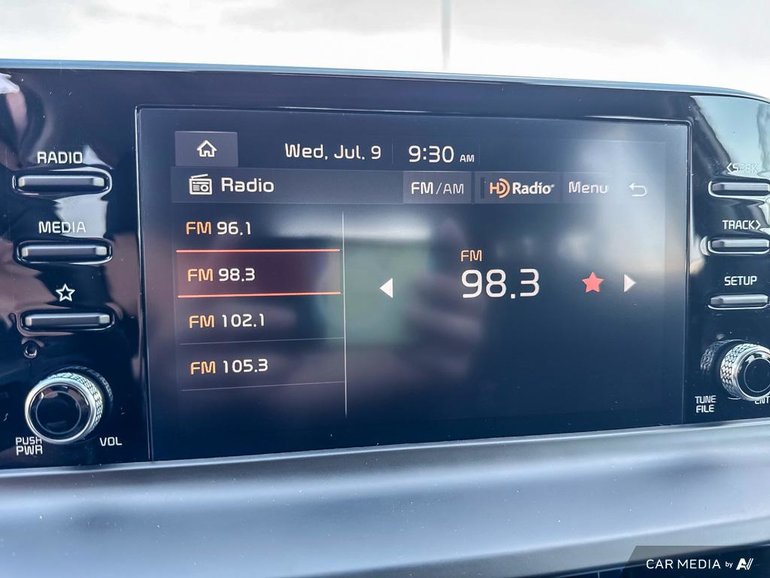 RADIO
MEDIA
PUSH
PWR
VOL
Wed, Jul. 9 9:30 AM
Radio FM/AM HD Radio Menu
FM 96.1
FM 98.3
FM 102.1
FM 105.3
FM
98.3
<SEEK
TRACK>
SETUP
TUNE
FILE
ENT
CAR MEDIA by AV